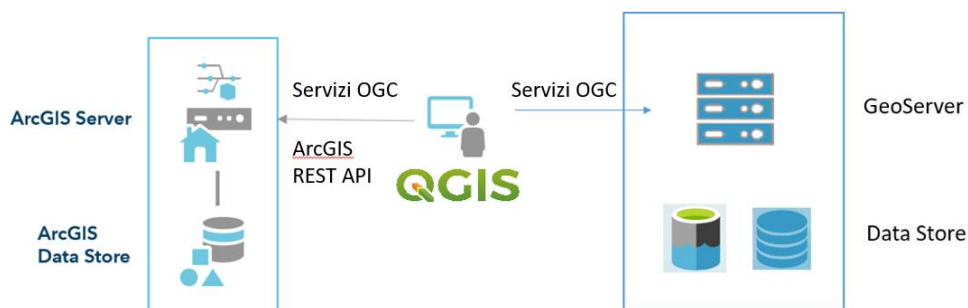 ArcGIS Server
ArcGIS
Data Store
Servizi OGC
ArcGIS
REST API
QGIS
Servizi OGC
GeoServer
Data Store